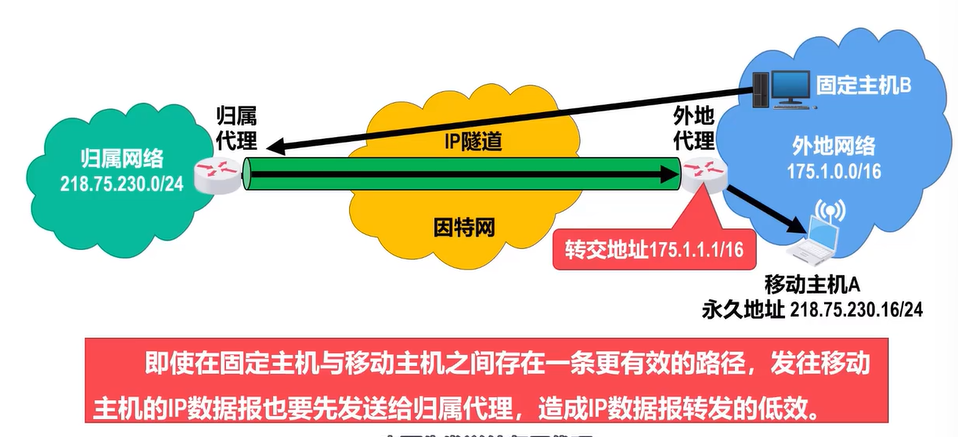 固定主机B
归属
代理
外地
代理
IP隧道
归属网络
218.75.230.0/24
外地网络
175.1.0.0/16
因特网
转交地址175.1.1.1/16
移动主机A
永久地址 218.75.230.16/24
即使在固定主机与移动主机之间存在一条更有效的路径，发往移动
主机的IP数据报也要先发送给归属代理，造成IP数据报转发的低效。